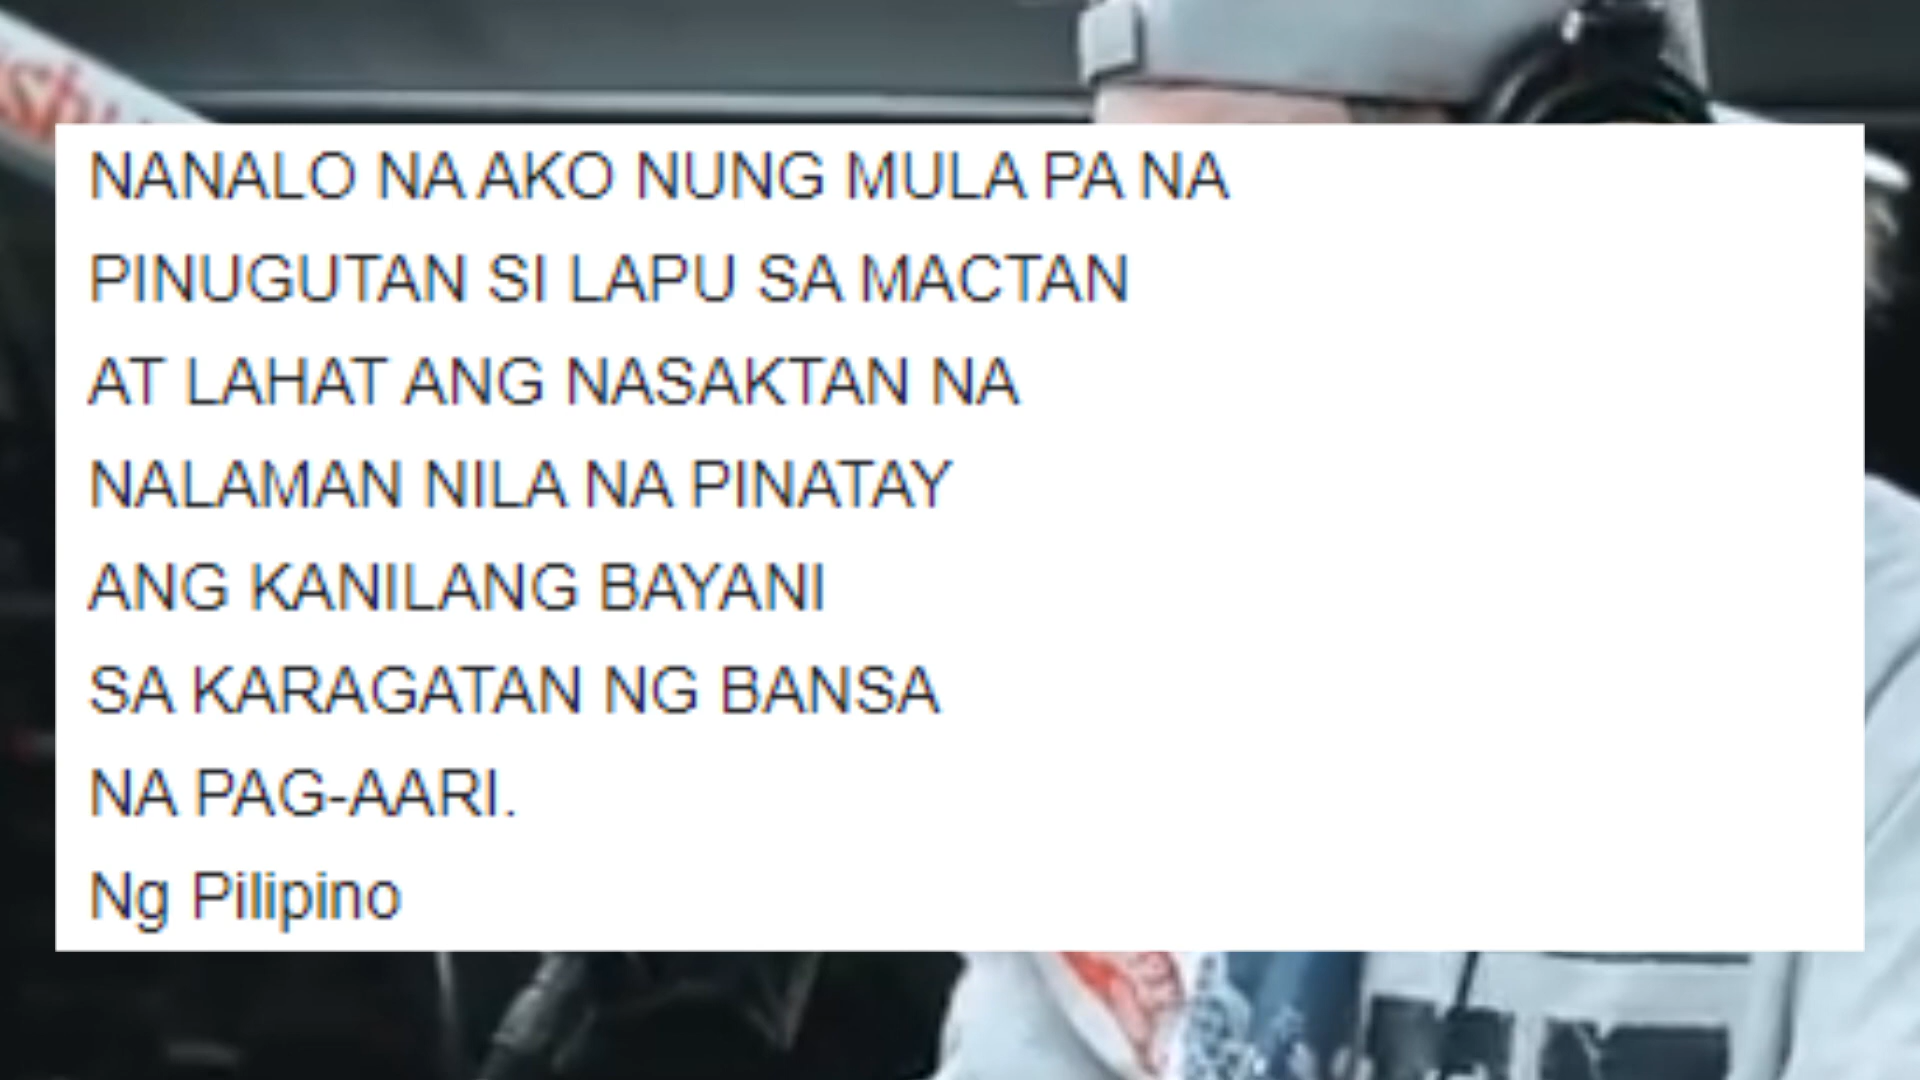 NANALO NA AKO NUNG MULA PA NA
PINUGUTAN SI LAPU SA MACTAN
AT LAHAT ANG NASAKTAN NA
NALAMAN NILA NA PINATAY
ANG KANILANG BAYANI
SA KARAGATAN NG BANSA
NA PAG-AARI.
Ng Pilipino